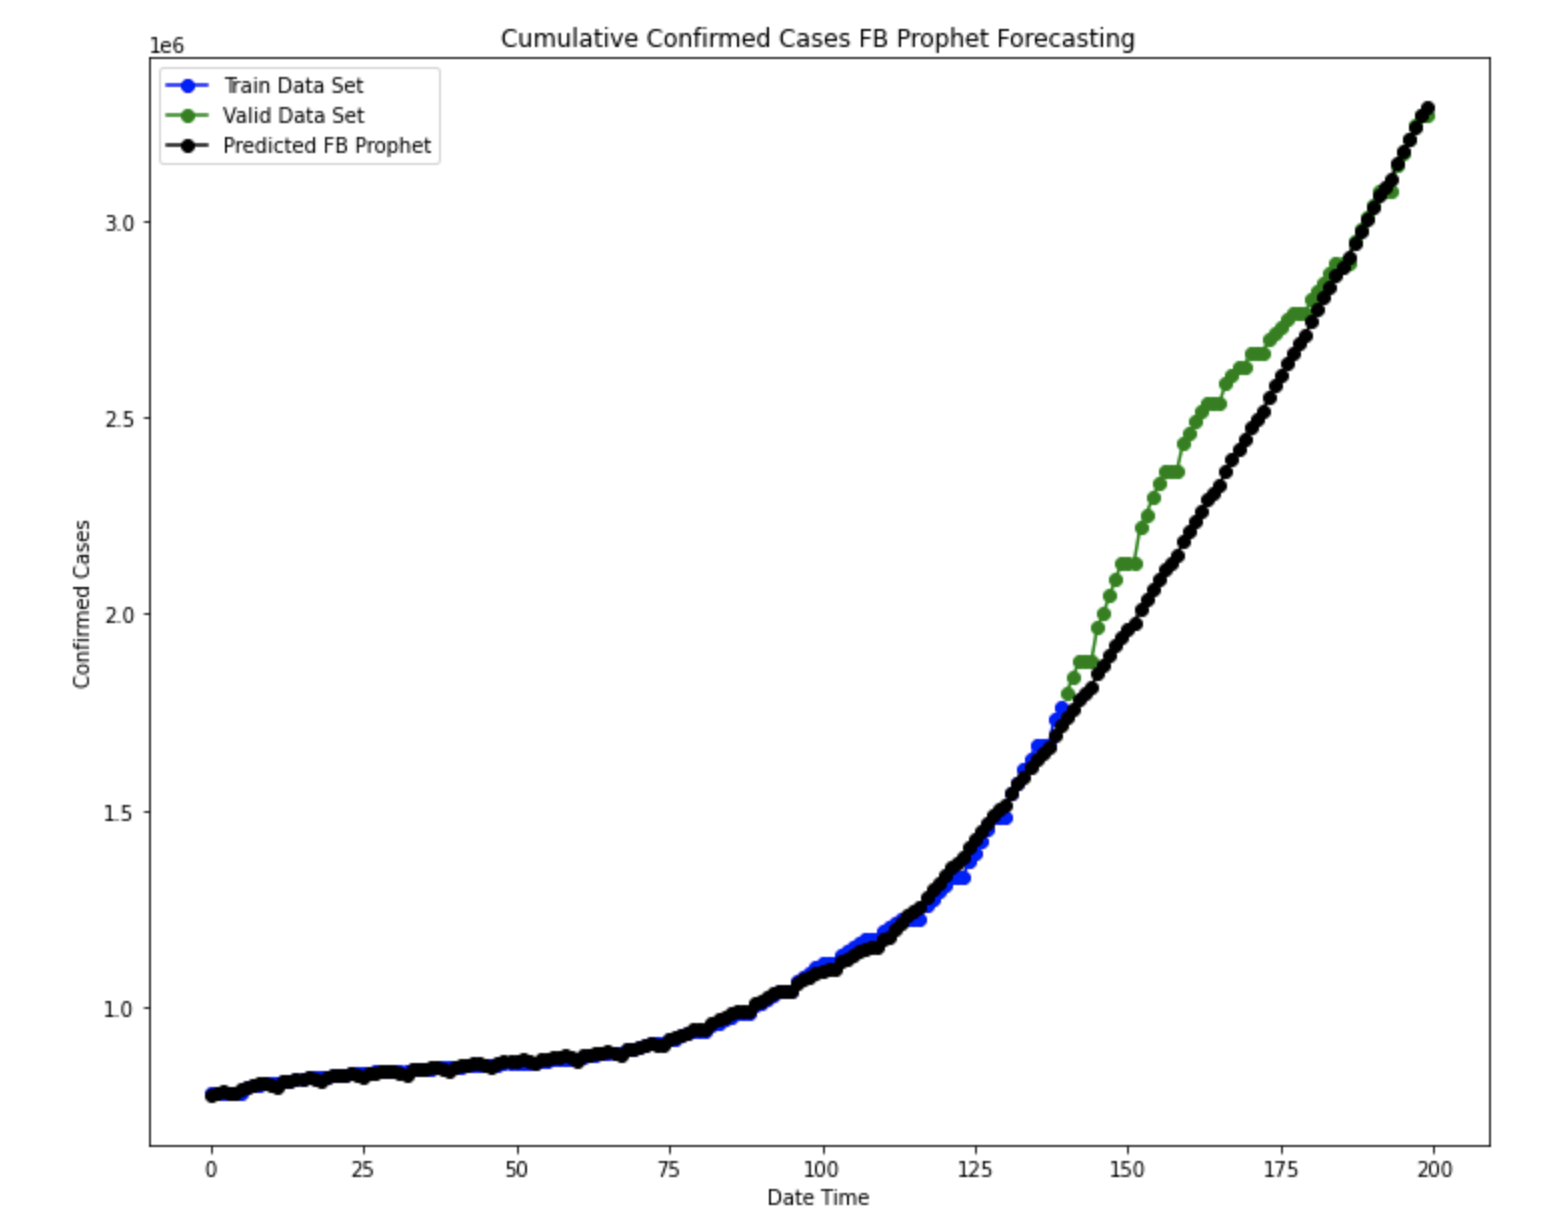 Cumulative Confirmed Cases FB Prophet Forecasting
1e6
Train Data Set
Valid Data Set
Predicted FB Prophet
3.0
2.5
2.0
1.5
1.0
Confirmed Cases
0 25 50 75 100 125 150 175 200
Date Time